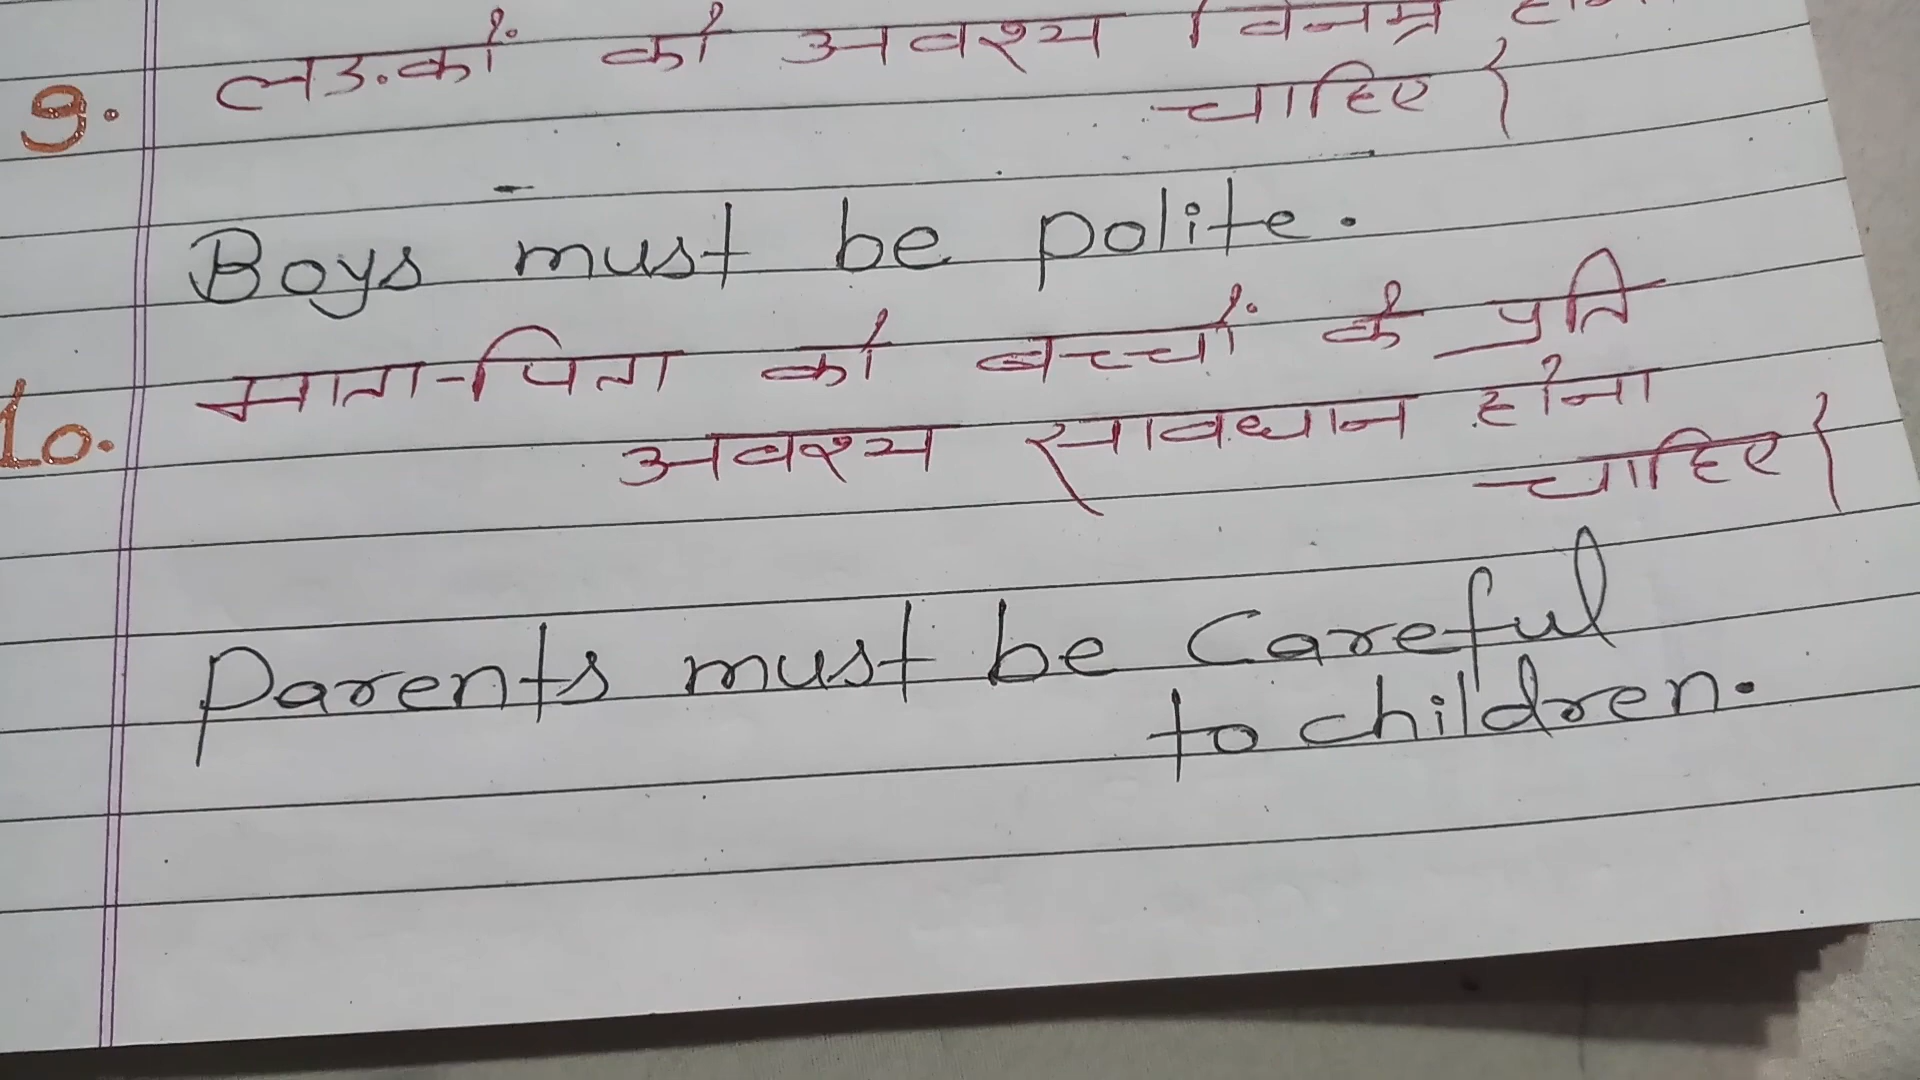 9. लड़कों को अवश्य विनम्र
चाहिए {
Boys must be polite.
माता-पिता को बच्चों के प्रति
10. अवश्य सावधान होना
चाहिए {
Parents must be Careful
to children.